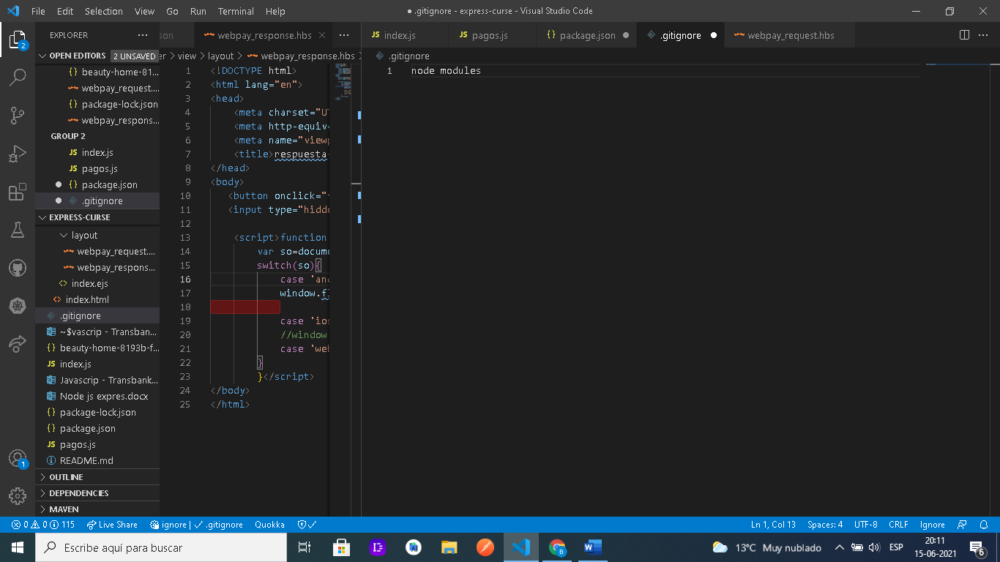 File Edit Selection View Go Run Terminal Help
● .gitignore - express-curse - Visual Studio Code
EXPLORER
OPEN EDITORS 2 UNSAVED
{} beauty-home-81...
webpay_request....
{} package-lock.json
webpay_respons...
GROUP 2
JS index.js
JS pagos.js
● {} package.json
● .gitignore
EXPRESS-CURSE
layout
webpay_request....
webpay_respons...
<> index.ejs
<> index.html
.gitignore
~$vascrip - Transban...
{} beauty-home-8193b-f...
JS index.js
Javascrip - Transbank...
Node js expres.docx
{} package-lock.json
{} package.json
JS pagos.js
README.md
OUTLINE
DEPENDENCIES
MAVEN
2
1
son webpay_response.hbs
er > view > layout > webpay_response.hbs >
1 <!DOCTYPE html>
2 <html lang="en">
3 <head>
4 <meta charset="UT
5 <meta http-equiv=
6 <meta name="viewp
7 <title>respuesta
8 </head>
9 <body>
10 <button onclick="
11 <input type="hidde
12
13 <script>function
14 var so=docume
15 switch(so){
16 case 'and
17 window.fl
18
19 case 'ios
20 //window
21 case 'web
22 }
23 }</script>
24 </body>
25 </html>
JS index.js JS pagos.js {} package.json ● .gitignore ● webpay_request.hbs
.gitignore
1 node modules
0 0 115 Live Share ignore | ✓ .gitignore Quokka
Ln 1, Col 13 Spaces: 4 UTF-8 CRLF Ignore
Escribe aquí para buscar
13°C Muy nublado
ESP
20:11
15-06-2021
6